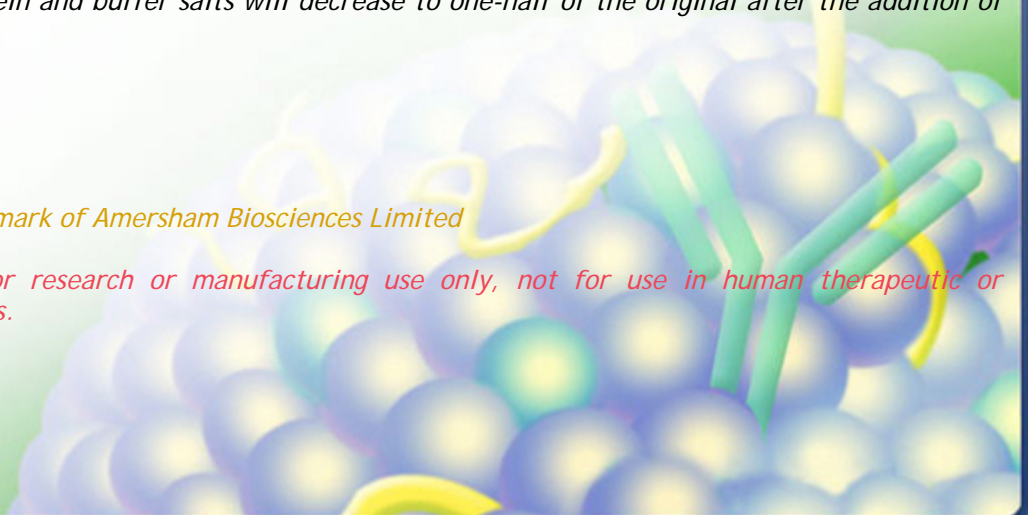 and buffer salts will decrease to one-half of the original after the addition of
mark of Amersham Biosciences Limited
or research or manufacturing use only, not for use in human therapeutic or
s.